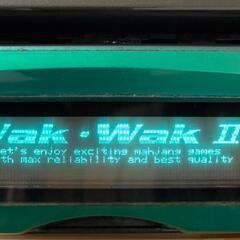 Wak・Wak II
et's enjoy exciting mahjang games
th max reliability and best quality